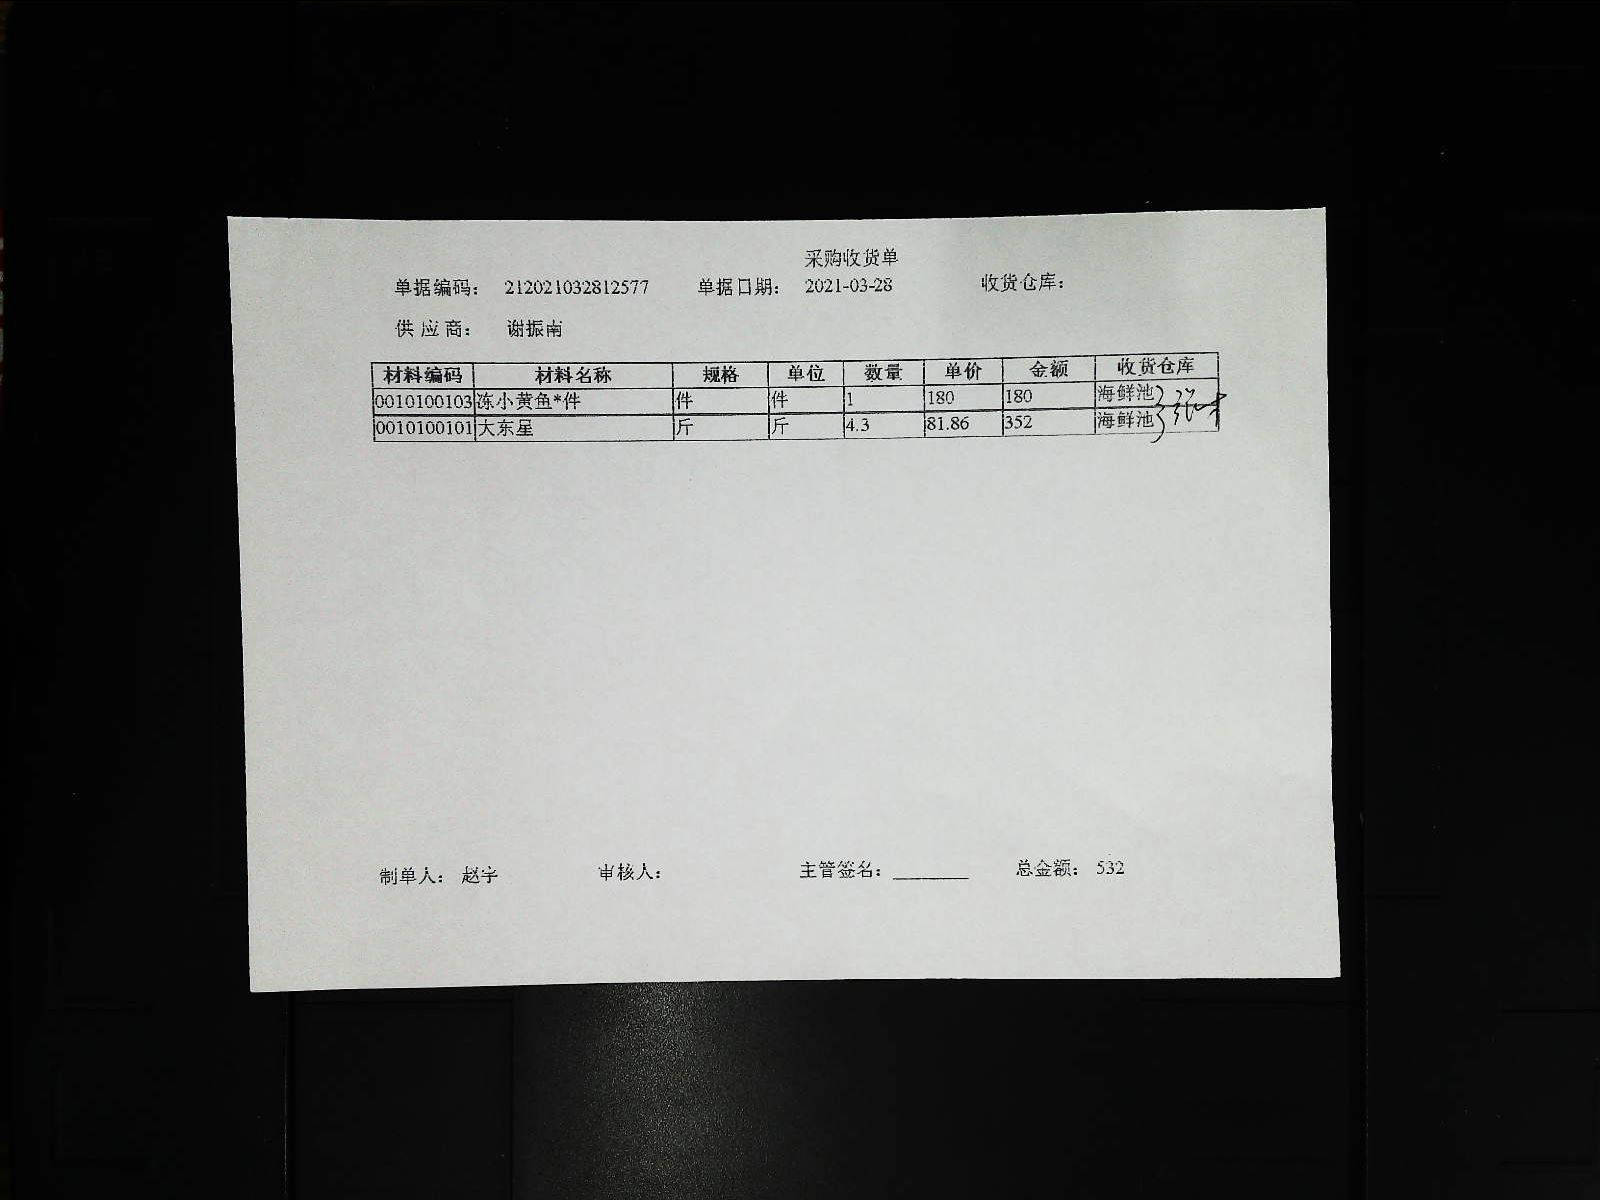 采购收货单
单据编码： 212021032812577 单据日期： 2021-03-28 收货仓库：
供 应 商： 谢振南
材料编码 材料名称 规格 单位 数量 单价 金额 收货仓库
0010100103 冻小黄鱼*件 件 件 1 180 180 海鲜池
0010100101 大东星 斤 斤 4.3 81.86 352 海鲜池
制单人： 赵字 审核人： 主管签名：________ 总金额： 532